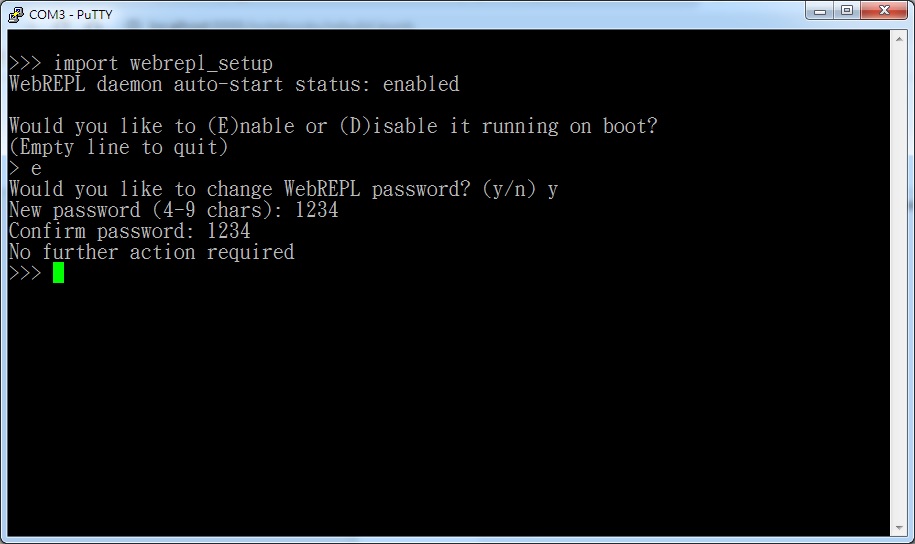 COM3 - PuTTY
>>> import webrepl_setup
WebREPL daemon auto-start status: enabled
Would you like to (E)nable or (D)isable it running on boot?
(Empty line to quit)
> e
Would you like to change WebREPL password? (y/n) y
New password (4-9 chars): 1234
Confirm password: 1234
No further action required
>>>